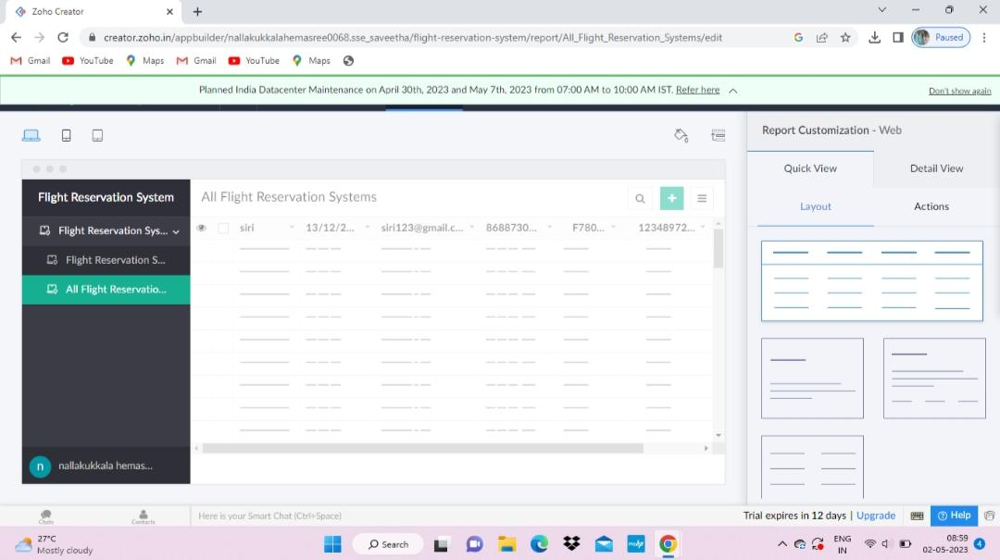 Zoho Creator
creator.zoho.in/appbuilder/nallakukkalahemasree0068.sse_saveetha/flight-reservation-system/report/All_Flight_Reservation_Systems/edit
Paused
Gmail YouTube Maps Gmail YouTube Maps
Planned India Datacenter Maintenance on April 30th, 2023 and May 7th, 2023 from 07:00 AM to 10:00 AM IST. Refer here
Don't show again
Report Customization - Web
Quick View Detail View
Layout Actions
Flight Reservation System
Flight Reservation Sys...
Flight Reservation S...
All Flight Reservatio...
n nallakukkala hemas...
All Flight Reservation Systems
siri 13/12/2... siri123@gmail.c... 8688730... F780... 12348972...
Chats Contacts Here is your Smart Chat (Ctrl+Space)
Trial expires in 12 days | Upgrade Help
27°C
Mostly cloudy
Search
ENG
IN
08:59
02-05-2023
4